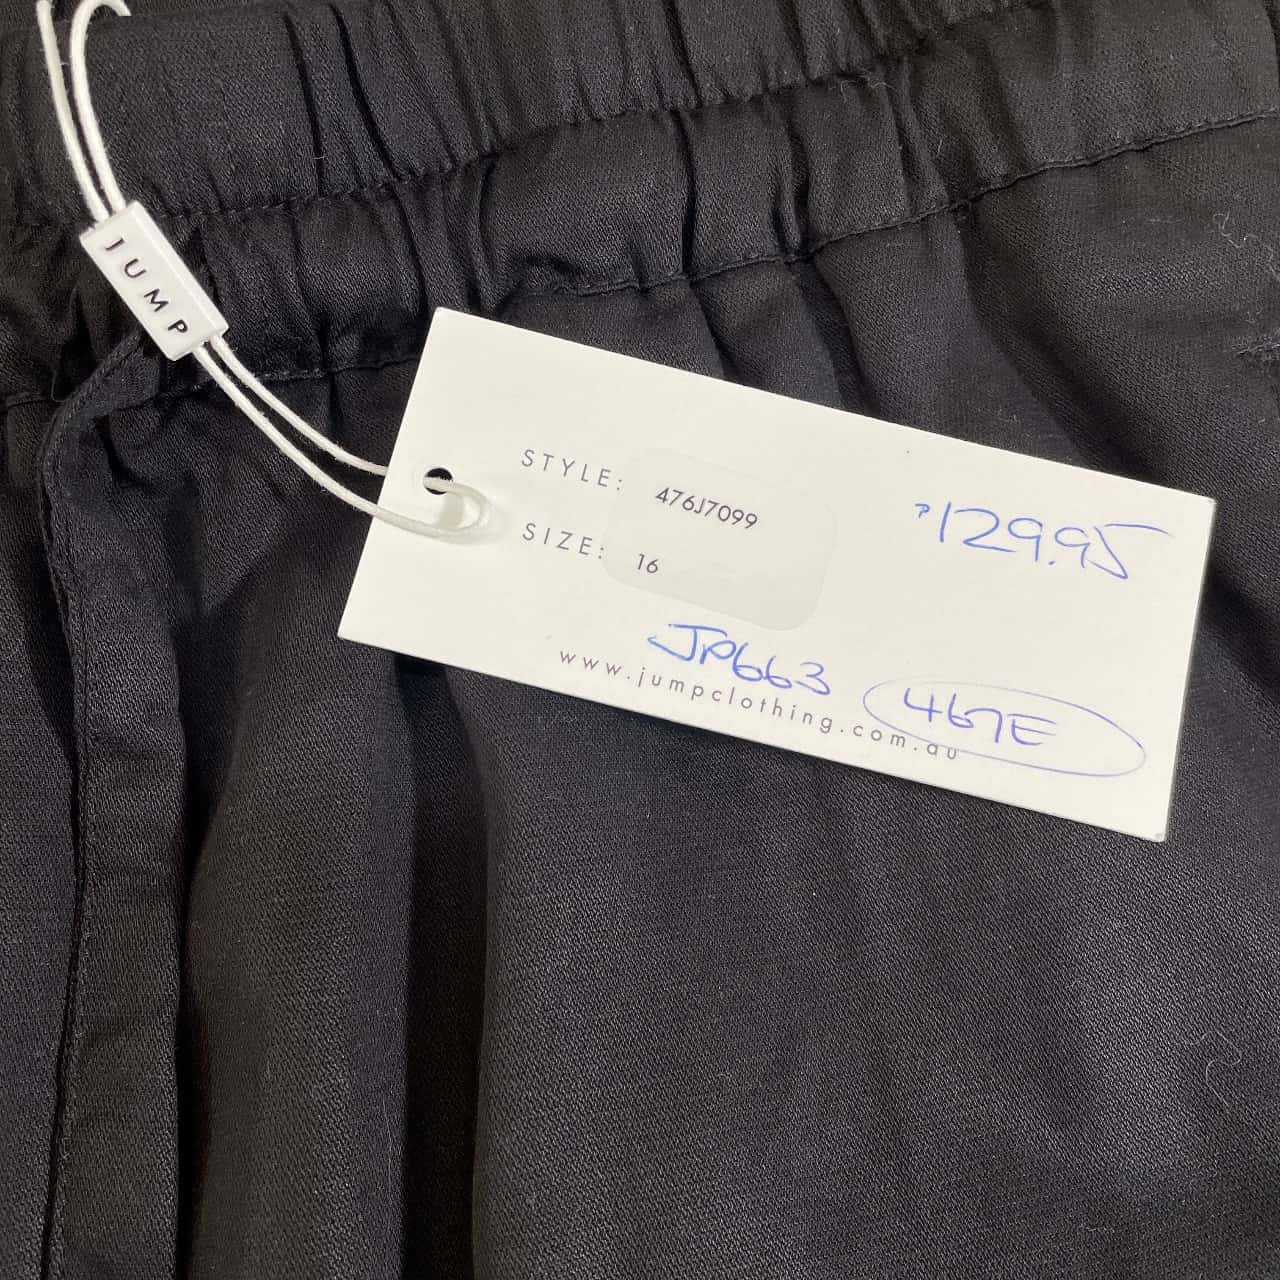 JUMP
STYLE: 476J7099
SIZE: 16
129.95
JP663
www.jumpclothing.com.au
467E